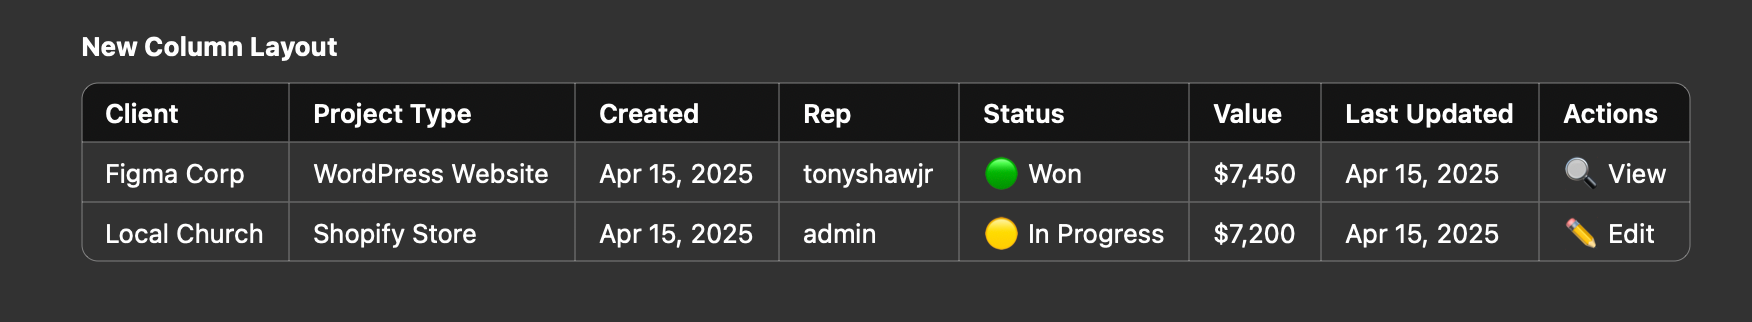 New Column Layout
Client Project Type Created Rep Status Value Last Updated Actions
Figma Corp WordPress Website Apr 15, 2025 tonyshawjr 🟢 Won $7,450 Apr 15, 2025 🔍 View
Local Church Shopify Store Apr 15, 2025 admin 🟡 In Progress $7,200 Apr 15, 2025 ✏️ Edit